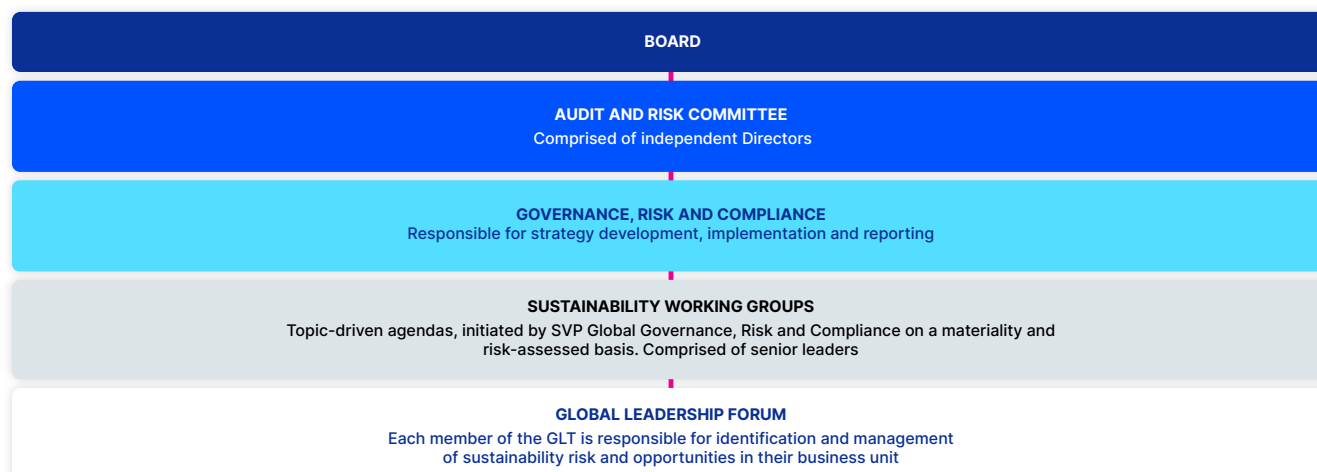 BOARD
AUDIT AND RISK COMMITTEE
Comprised of independent Directors
GOVERNANCE, RISK AND COMPLIANCE
Responsible for strategy development, implementation and reporting
SUSTAINABILITY WORKING GROUPS
Topic-driven agendas, initiated by SVP Global Governance, Risk and Compliance on a materiality and
risk-assessed basis. Comprised of senior leaders
GLOBAL LEADERSHIP FORUM
Each member of the GLT is responsible for identification and management
of sustainability risk and opportunities in their business unit